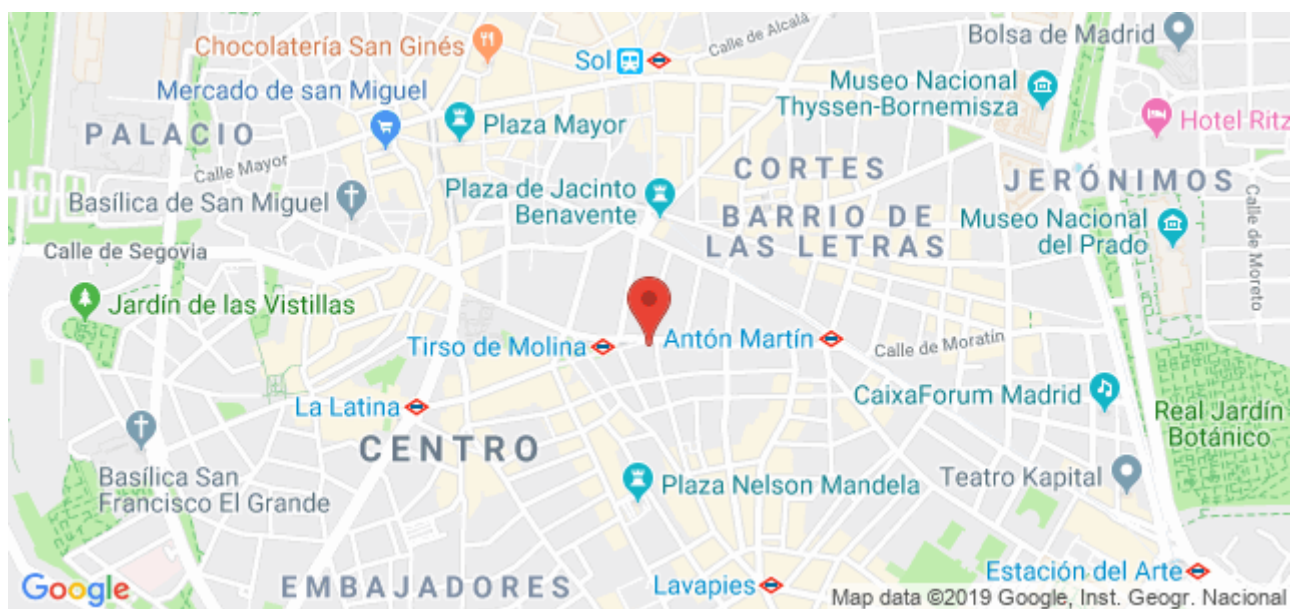 Chocolatería San Ginés
Sol
Calle de Alcalá
Bolsa de Madrid
Mercado de san Miguel
Museo Nacional
Thyssen-Bornemisza
Hotel Ritz
PALACIO
Plaza Mayor
Calle Mayor
Plaza de Jacinto
Benavente
CORTES
JERÓNIMOS
Basílica de San Miguel
BARRIO DE
LAS LETRAS
Museo Nacional
del Prado
Calle de Moreto
Calle de Segovia
Jardín de las Vistillas
Tirso de Molina
Antón Martín
Calle de Moratín
La Latina
CaixaForum Madrid
Real Jardín
Botánico
CENTRO
Basílica San
Francisco El Grande
Plaza Nelson Mandela
Teatro Kapital
EMBAJADORES
Lavapies
Estación del Arte
Google
Map data ©2019 Google, Inst. Geogr. Nacional